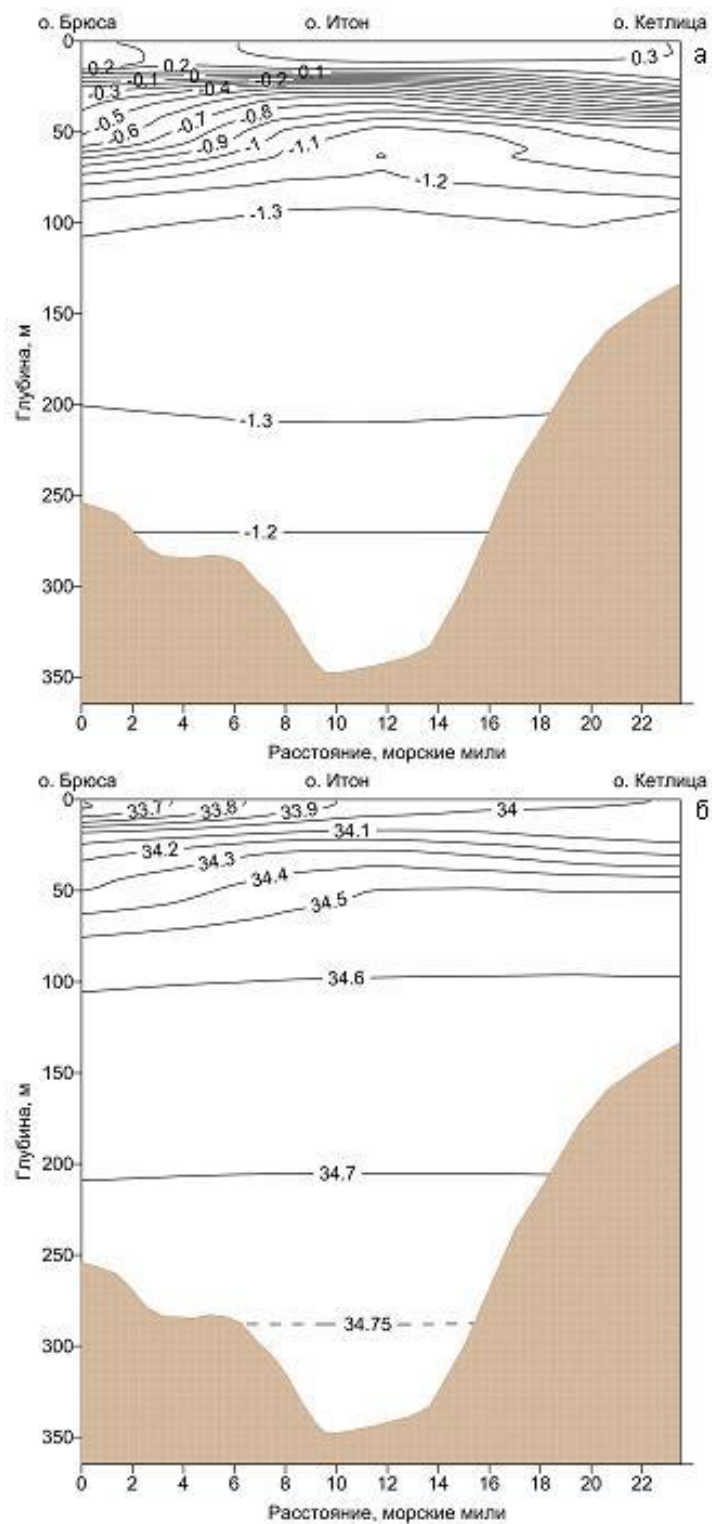 о. Брюса о. Итон о. Кетлица
0
а
0.3
0.2 0.2 0.1
-0.1 0 -0.2
-0.3 -0.4
-0.5 -0.7 -0.8
50
-0.6 -0.9 -1 -1.1
-1.2
100
-1.3
150
Глубина, м
200
-1.3
250
-1.2
300
350
0 2 4 6 8 10 12 14 16 18 20 22
Расстояние, морские мили
о. Брюса о. Итон о. Кетлица
0
33.7 33.8 33.9 34
б
34.1
34.2
34.3
34.4
50
34.5
100
34.6
150
Глубина, м
200
34.7
250
34.75
300
350
0 2 4 6 8 10 12 14 16 18 20 22
Расстояние, морские мили